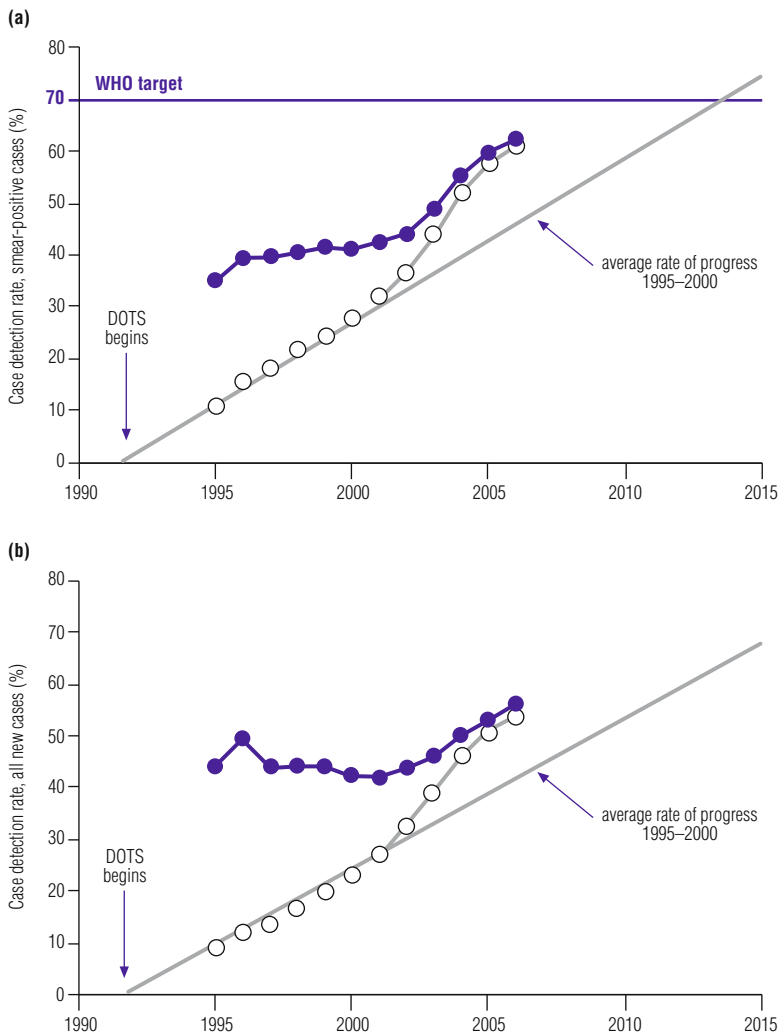 (a)
Case detection rate, smear-positive cases (%)
80
70
60
50
40
30
20
10
0
WHO target
DOTS
begins
average rate of progress
1995–2000
1990
1995
2000
2005
2010
2015
(b)
Case detection rate, all new cases (%)
80
70
60
50
40
30
20
10
0
DOTS
begins
average rate of progress
1995–2000
1990
1995
2000
2005
2010
2015